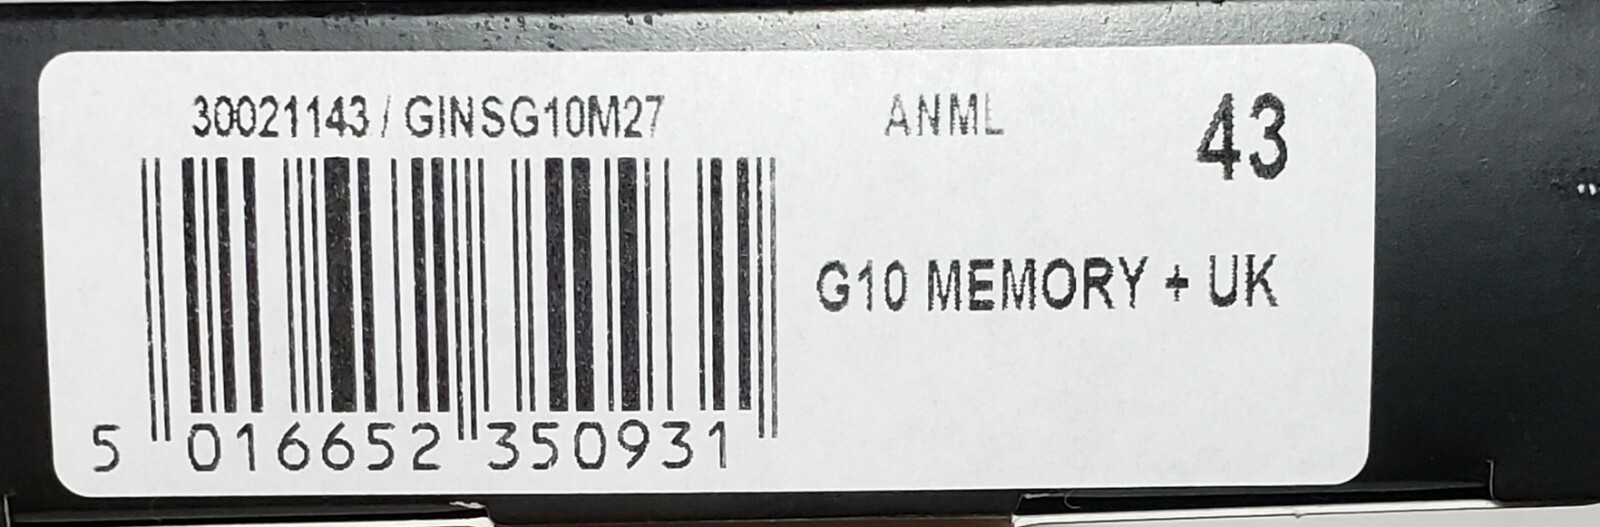 30021143 / GINSG10M27
ANML
43
G10 MEMORY + UK
5 016652 350931